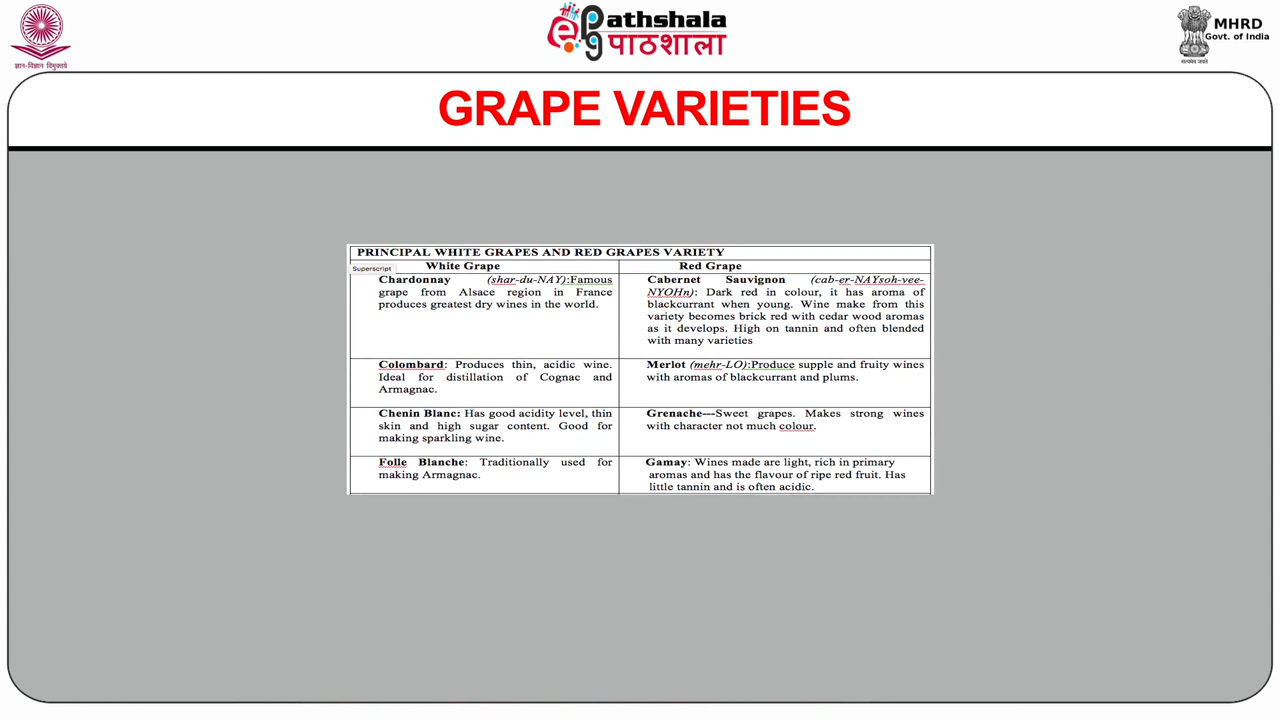 ज्ञान-विज्ञान विमुक्तये
ePathshala
pg पाठशाला
MHRD
Govt. of India
सत्यमेव जयते
GRAPE VARIETIES
PRINCIPAL WHITE GRAPES AND RED GRAPES VARIETY
White Grape
Red Grape
Superscript
Chardonnay (shar-du-NAY):Famous
grape from Alsace region in France
produces greatest dry wines in the world.
Cabernet Sauvignon (cab-er-NAYsoh-vee-
NYOHn): Dark red in colour, it has aroma of
blackcurrant when young. Wine make from this
variety becomes brick red with cedar wood aromas
as it develops. High on tannin and often blended
with many varieties
Colombard: Produces thin, acidic wine.
Ideal for distillation of Cognac and
Armagnac.
Merlot (mehr-LO):Produce supple and fruity wines
with aromas of blackcurrant and plums.
Chenin Blanc: Has good acidity level, thin
skin and high sugar content. Good for
making sparkling wine.
Grenache---Sweet grapes. Makes strong wines
with character not much colour.
Folle Blanche: Traditionally used for
making Armagnac.
Gamay: Wines made are light, rich in primary
aromas and has the flavour of ripe red fruit. Has
little tannin and is often acidic.